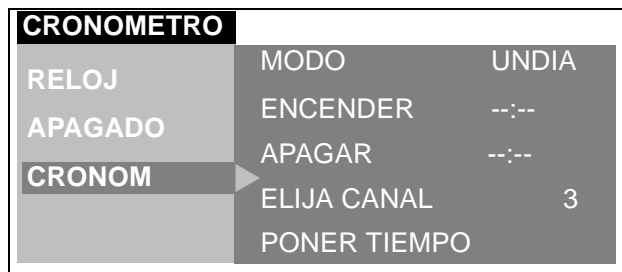 CRONOMETRO
RELOJ
APAGADO
CRONOM
MODO UNDIA
ENCENDER --:--
APAGAR --:--
ELIJA CANAL 3
PONER TIEMPO